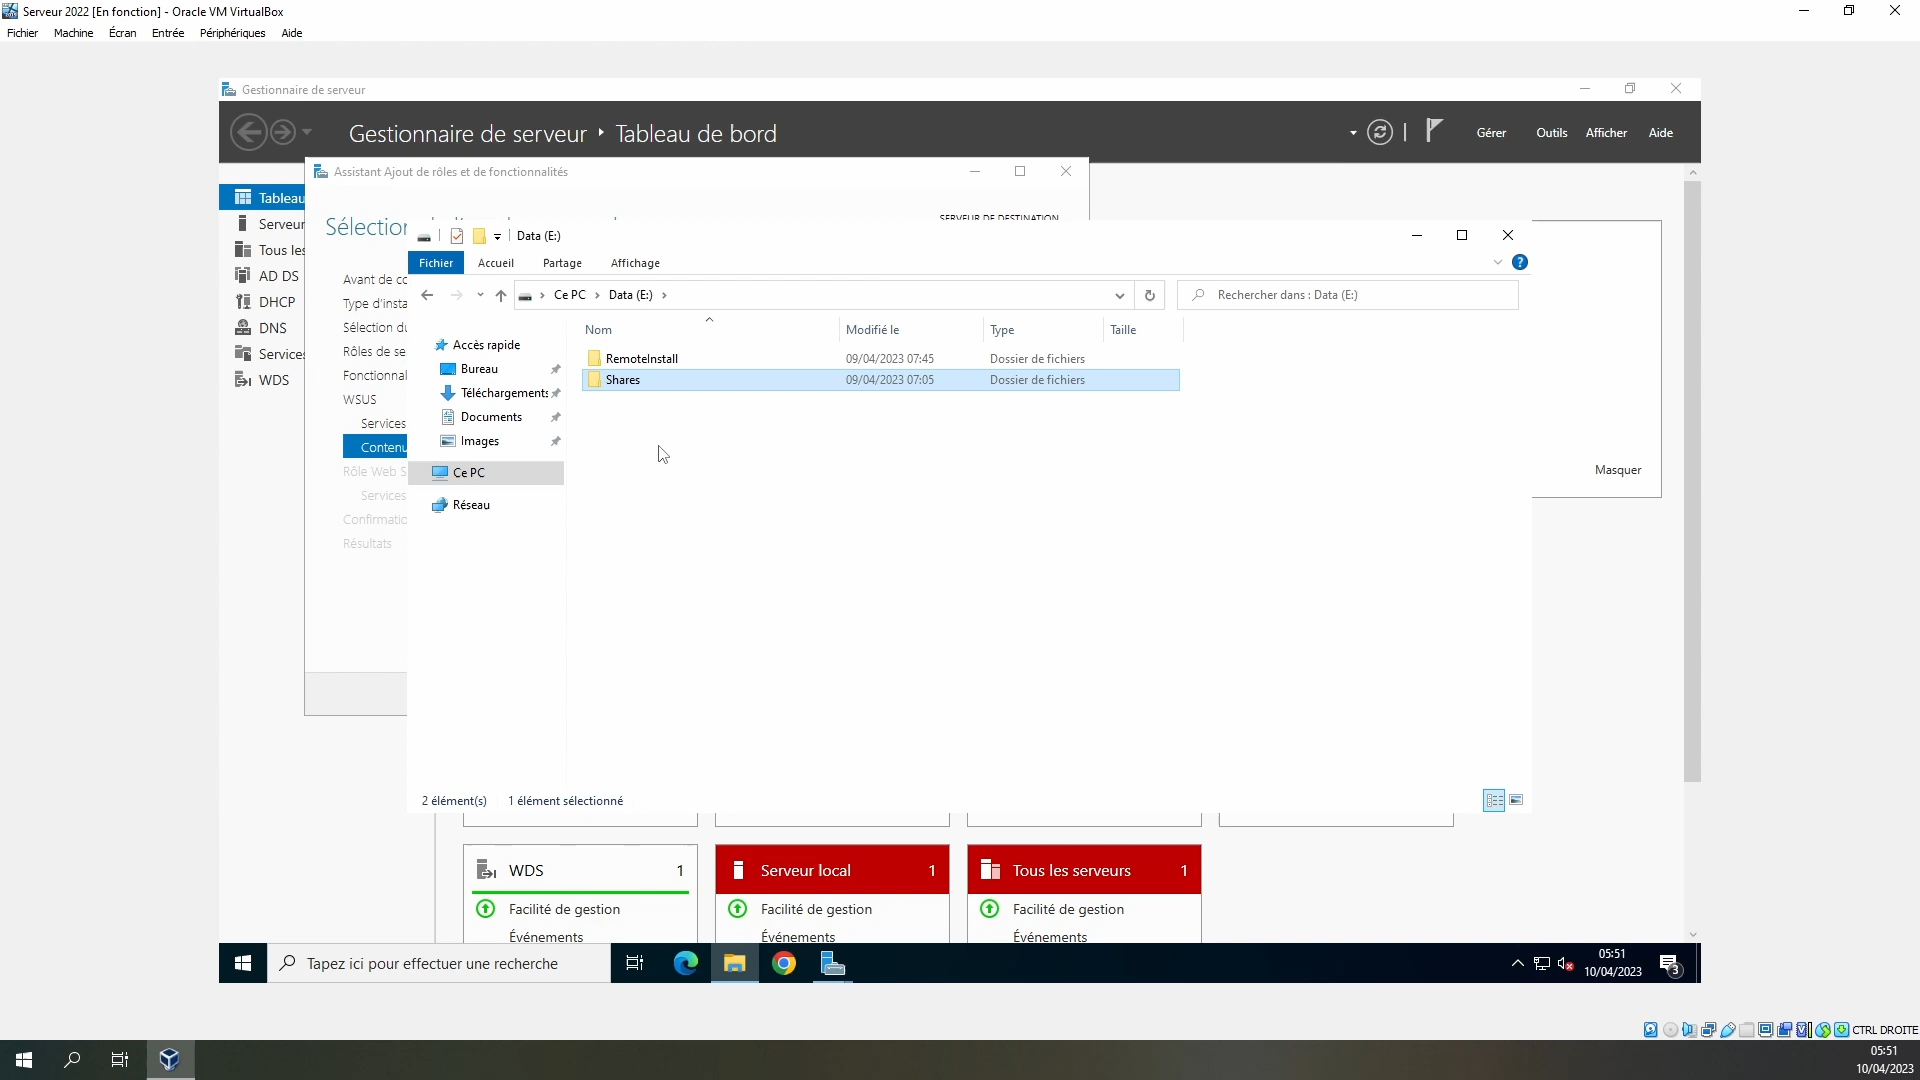 Serveur 2022 [En fonction] - Oracle VM VirtualBox
Fichier Machine Écran Entrée Périphériques Aide
Gestionnaire de serveur
Gestionnaire de serveur Tableau de bord
Gérer Outils Afficher Aide
Assistant Ajout de rôles et de fonctionnalités
Tableau
Serveur
Tous les
AD DS
DHCP
DNS
Services
WDS
SERVEUR DE DESTINATION
Avant de
Type d'insta
Sélection du
Rôles de se
Fonctionnal
WSUS
Services
Contenu
Rôle Web S
Services
Confirmatio
Résultats
Data (E:)
Fichier Accueil Partage Affichage
Ce PC Data (E:)
Rechercher dans : Data (E:)
Accès rapide
Bureau
Téléchargements
Documents
Images
Ce PC
Réseau
Nom Modifié le Type Taille
RemoteInstall 09/04/2023 07:45 Dossier de fichiers
Shares 09/04/2023 07:05 Dossier de fichiers
2 élément(s) 1 élément sélectionné
Masquer
WDS 1
Facilité de gestion
Événements
Serveur local 1
Facilité de gestion
Événements
Tous les serveurs 1
Facilité de gestion
Événements
Tapez ici pour effectuer une recherche
05:51
10/04/2023
3
CTRL DROITE
05:51
10/04/2023